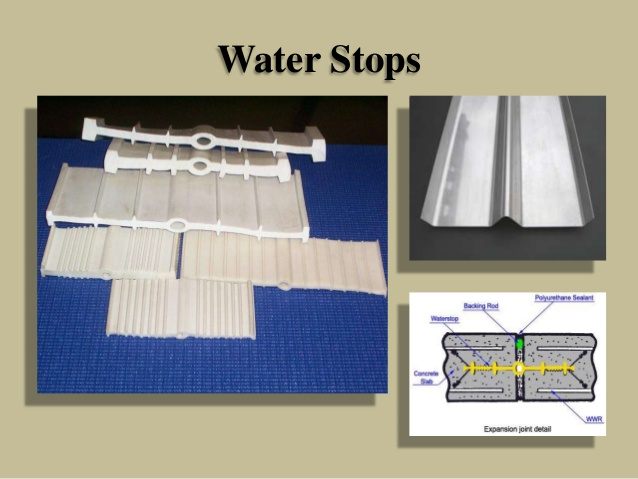 Water Stops
Polyurethane Sealant
Backing Rod
Waterstop
Concrete
Slab
WWR
Expansion joint detail